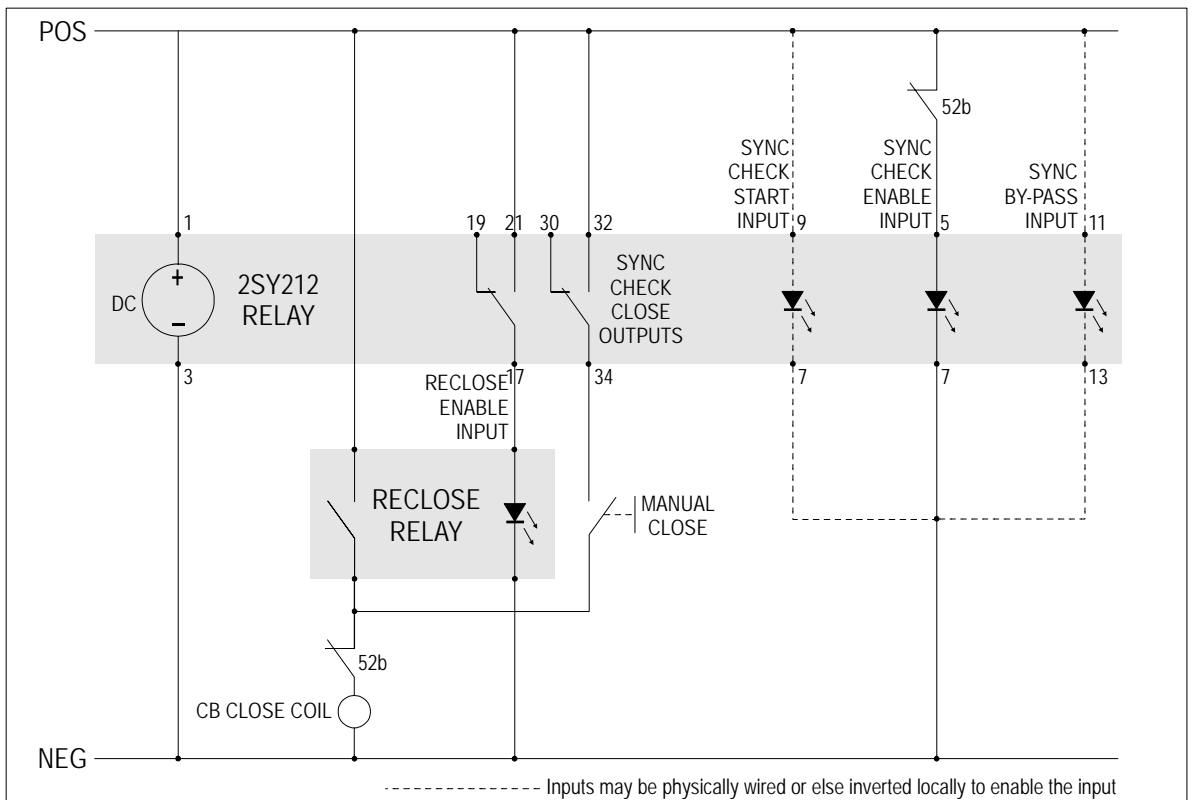 POS
52b
SYNC
CHECK
START
INPUT
SYNC
CHECK
ENABLE
INPUT
SYNC
BY-PASS
INPUT
1
19
21
30
32
9
5
11
DC
+
–
2SY212
RELAY
SYNC
CHECK
CLOSE
OUTPUTS
3
17
34
7
7
13
RECLOSE
ENABLE
INPUT
RECLOSE
RELAY
MANUAL
CLOSE
52b
CB CLOSE COIL
NEG
Inputs may be physically wired or else inverted locally to enable the input